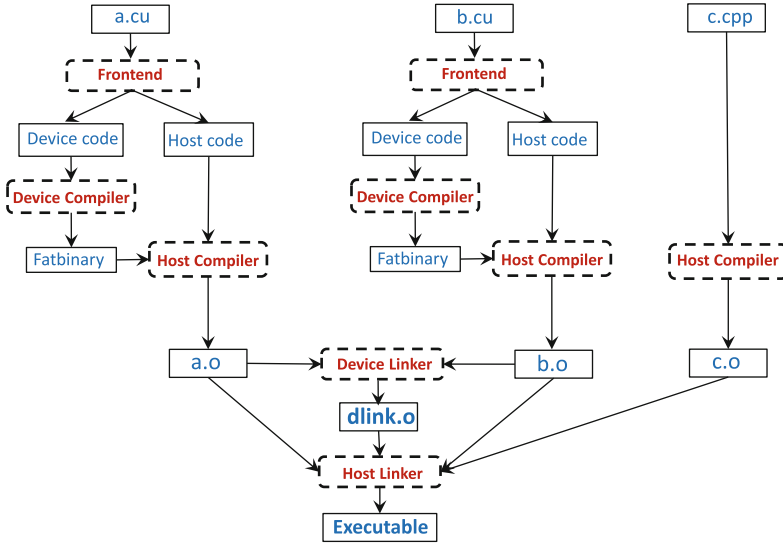 a.cu
b.cu
c.cpp
Frontend
Frontend
Device code
Host code
Device code
Host code
Device Compiler
Device Compiler
Fatbinary
Host Compiler
Fatbinary
Host Compiler
Host Compiler
a.o
Device Linker
b.o
c.o
dlink.o
Host Linker
Executable